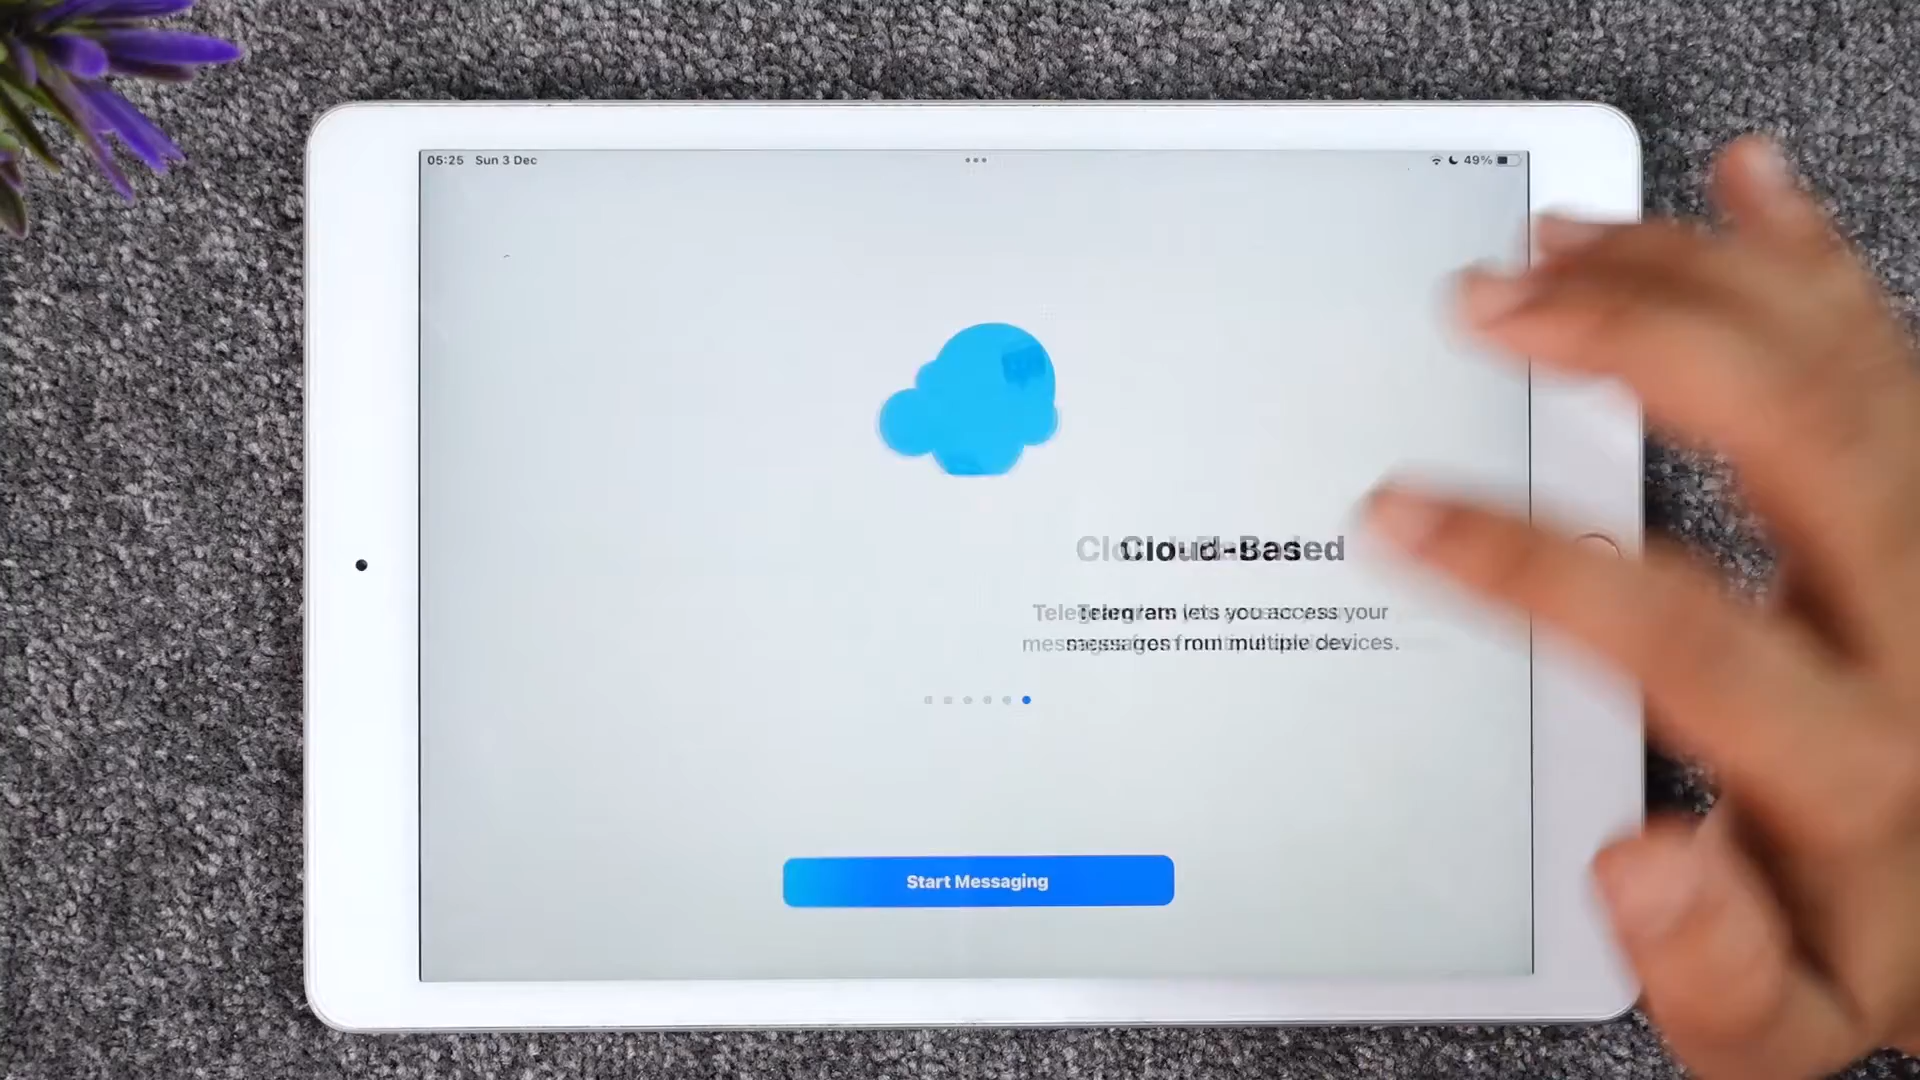 05:25 Sun 3 Dec
49%
Cloud-Based
Telegram lets you access your
messages from multiple devices.
Start Messaging